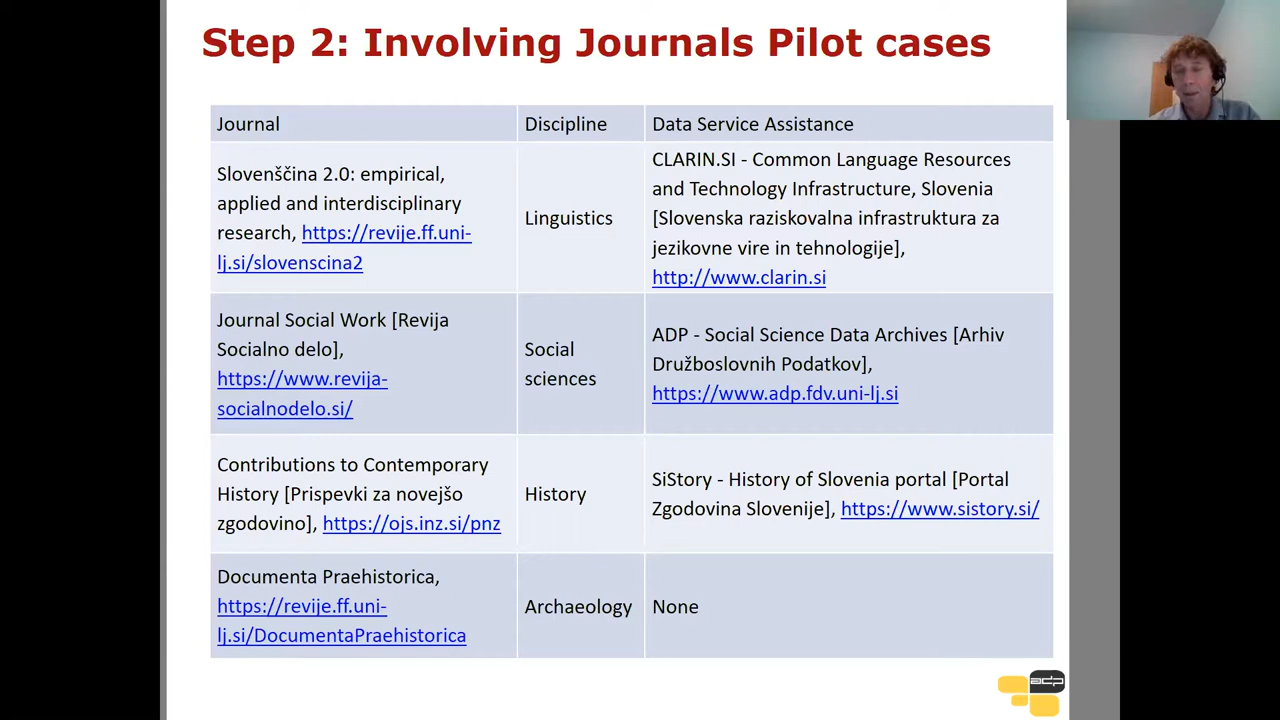 Step 2: Involving Journals Pilot cases
Journal
Discipline
Data Service Assistance
Slovenščina 2.0: empirical,
applied and interdisciplinary
research, https://revije.ff.uni-
lj.si/slovenscina2
Linguistics
CLARIN.SI - Common Language Resources
and Technology Infrastructure, Slovenia
[Slovenska raziskovalna infrastruktura za
jezikovne vire in tehnologije],
http://www.clarin.si
Journal Social Work [Revija
Socialno delo],
https://www.revija-
socialnodelo.si/
Social
sciences
ADP - Social Science Data Archives [Arhiv
Družboslovnih Podatkov],
https://www.adp.fdv.uni-lj.si
Contributions to Contemporary
History [Prispevki za novejšo
zgodovino], https://ojs.inz.si/pnz
History
SiStory - History of Slovenia portal [Portal
Zgodovina Slovenije], https://www.sistory.si/
Documenta Praehistorica,
https://revije.ff.uni-
lj.si/DocumentaPraehistorica
Archaeology
None
adp